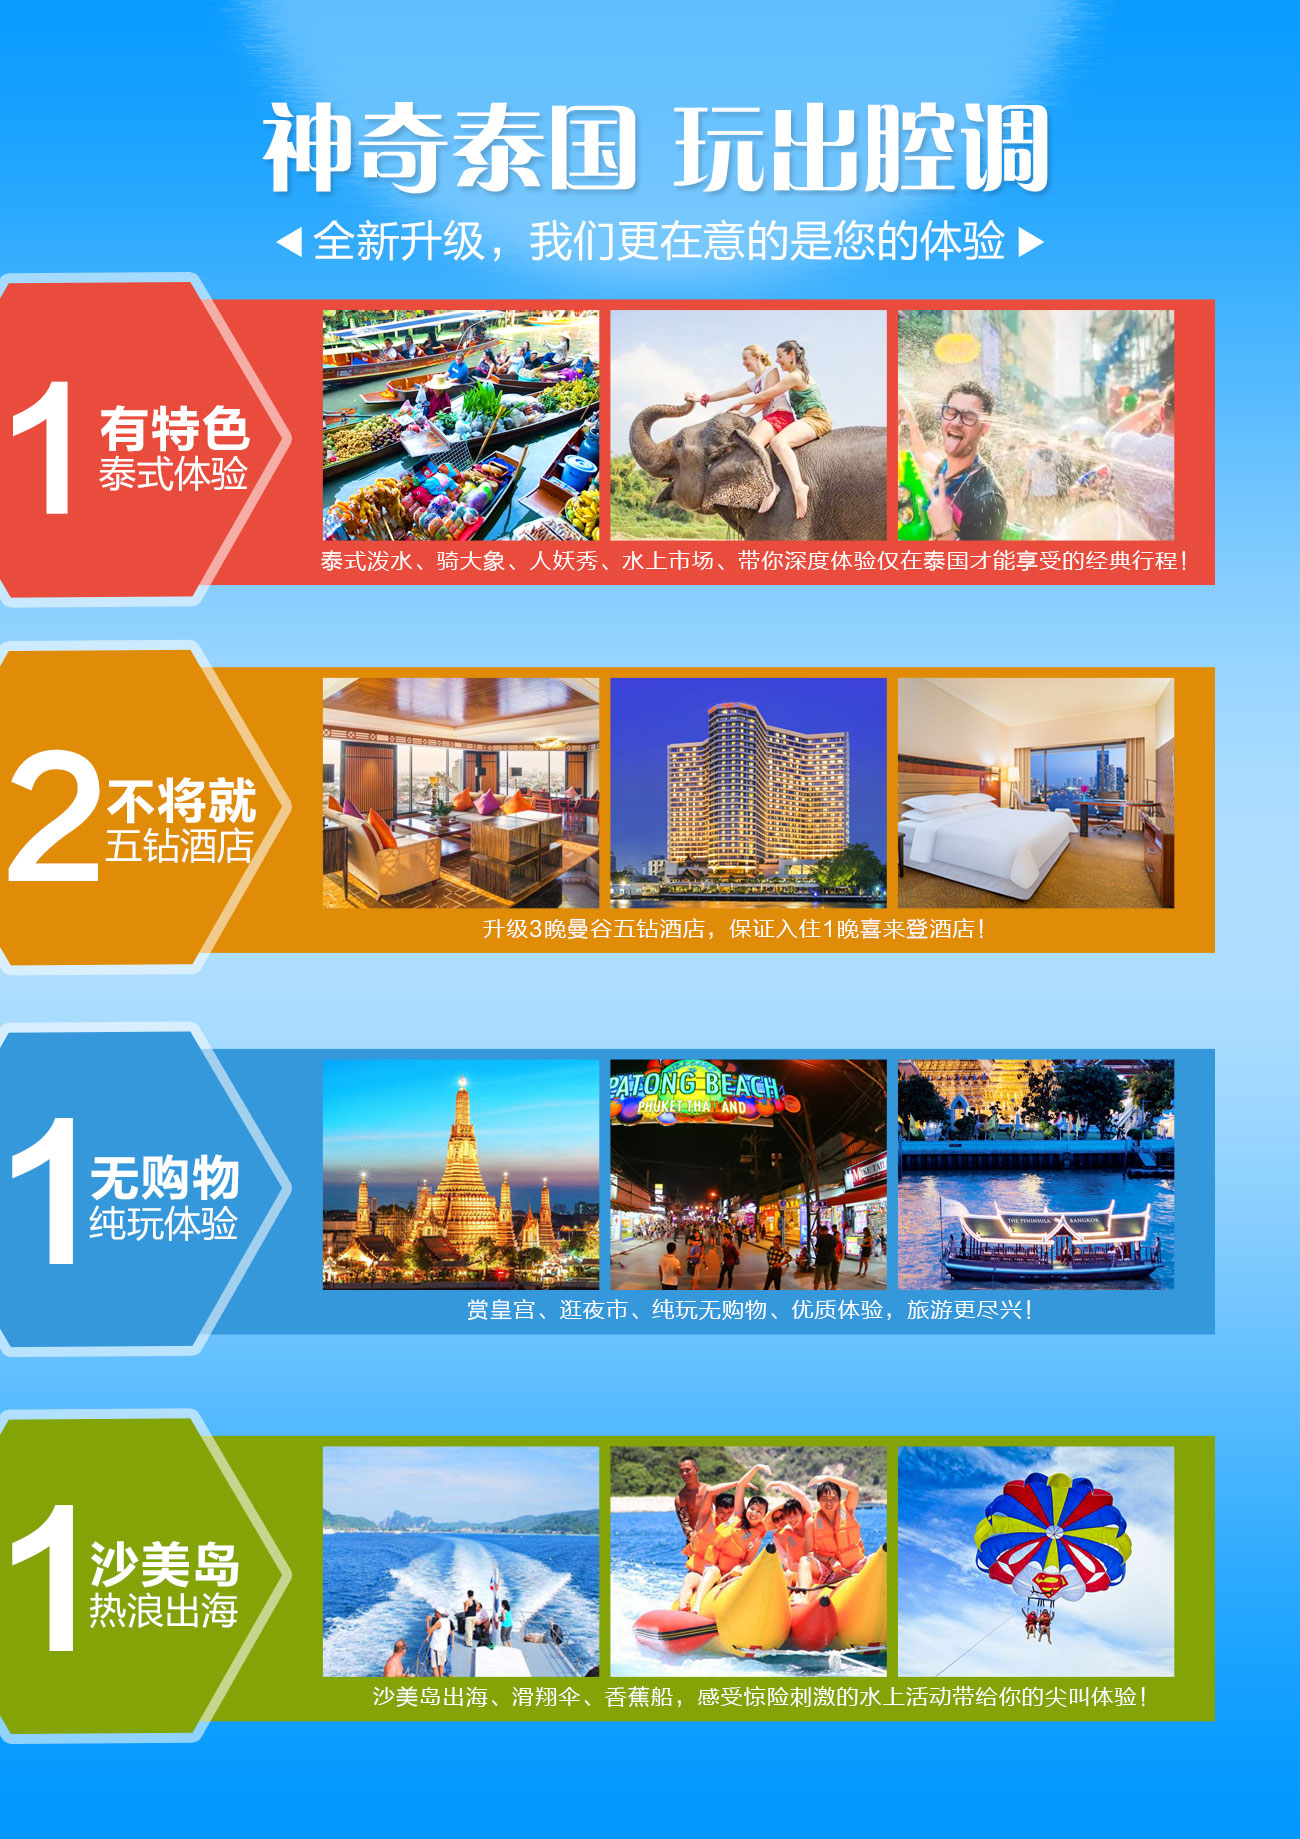 神奇泰国 玩出腔调
全新升级，我们更在意的是您的体验
1
有特色
泰式体验
泰式泼水、骑大象、人妖秀、水上市场、带你深度体验仅在泰国才能享受的经典行程！
2
不将就
五钻酒店
升级3晚曼谷五钻酒店，保证入住1晚喜来登酒店！
1
无购物
纯玩体验
PATONG BEACH
PHUKET THAILAND
THE PENINSULA BANGKOK
赏皇宫、逛夜市、纯玩无购物、优质体验，旅游更尽兴！
1
沙美岛
热浪出海
沙美岛出海、滑翔伞、香蕉船，感受惊险刺激的水上活动带给你的尖叫体验！